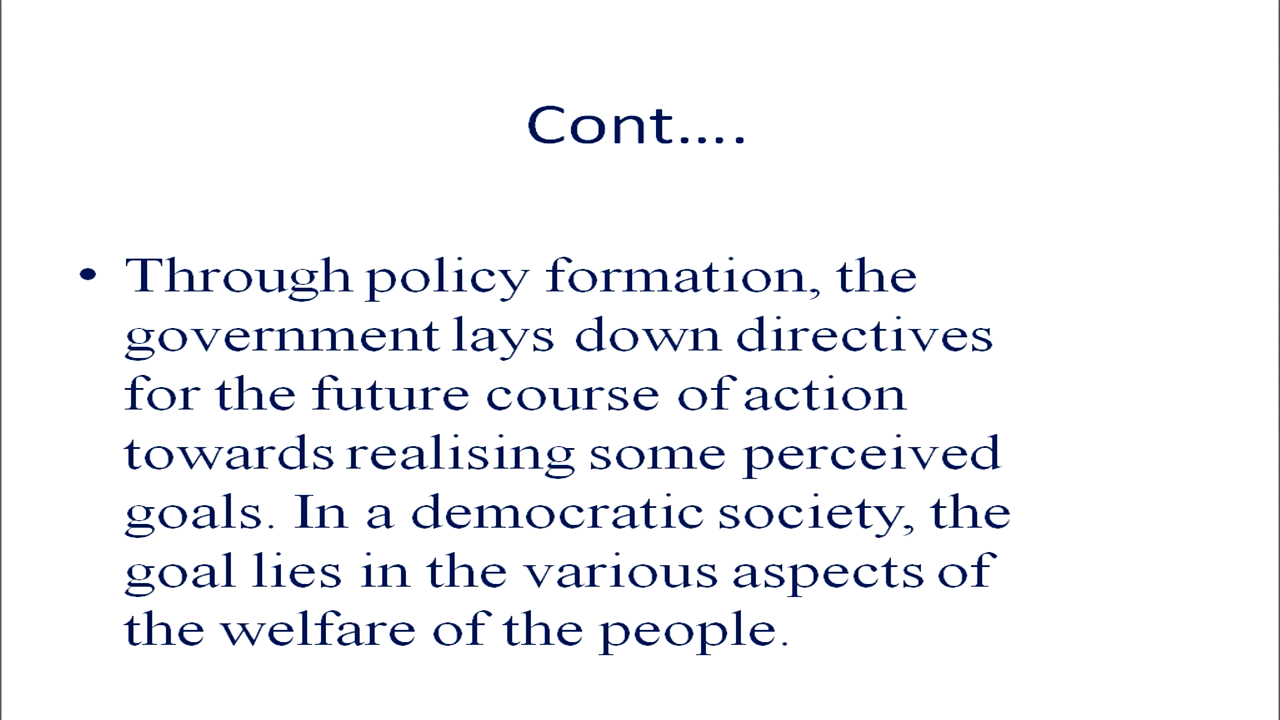 Cont….
• Through policy formation, the
government lays down directives
for the future course of action
towards realising some perceived
goals. In a democratic society, the
goal lies in the various aspects of
the welfare of the people.